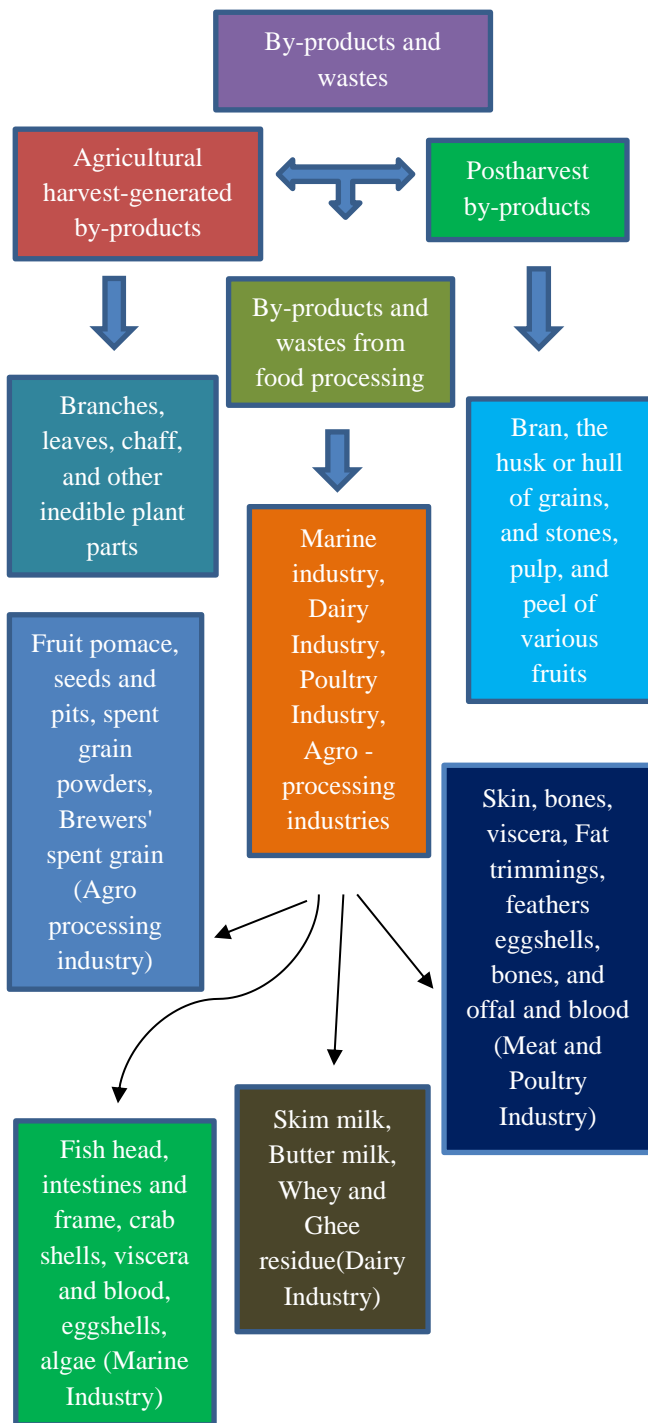 By-products and
wastes
Agricultural
harvest-generated
by-products
Postharvest
by-products
By-products and
wastes from
food processing
Branches,
leaves, chaff,
and other
inedible plant
parts
Bran, the
husk or hull
of grains,
and stones,
pulp, and
peel of
various
fruits
Marine
industry,
Dairy
Industry,
Poultry
Industry,
Agro -
processing
industries
Fruit pomace,
seeds and
pits, spent
grain
powders,
Brewers'
spent grain
(Agro
processing
industry)
Skin, bones,
viscera, Fat
trimmings,
feathers
eggshells,
bones, and
offal and blood
(Meat and
Poultry
Industry)
Fish head,
intestines and
frame, crab
shells, viscera
and blood,
eggshells,
algae (Marine
Industry)
Skim milk,
Butter milk,
Whey and
Ghee
residue(Dairy
Industry)